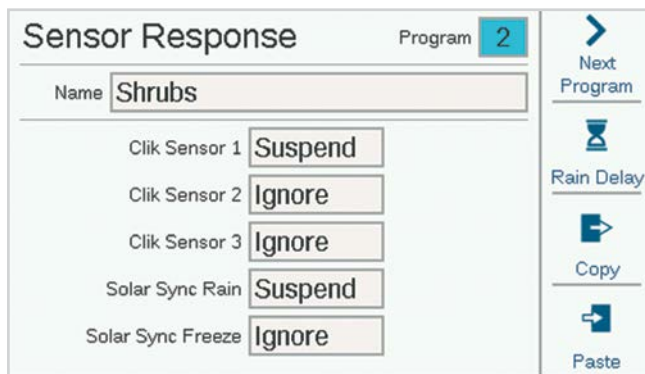 Sensor Response Program 2
Name Shrubs
Clik Sensor 1 Suspend
Clik Sensor 2 Ignore
Clik Sensor 3 Ignore
Solar Sync Rain Suspend
Solar Sync Freeze Ignore
Next
Program
Rain Delay
Copy
Paste